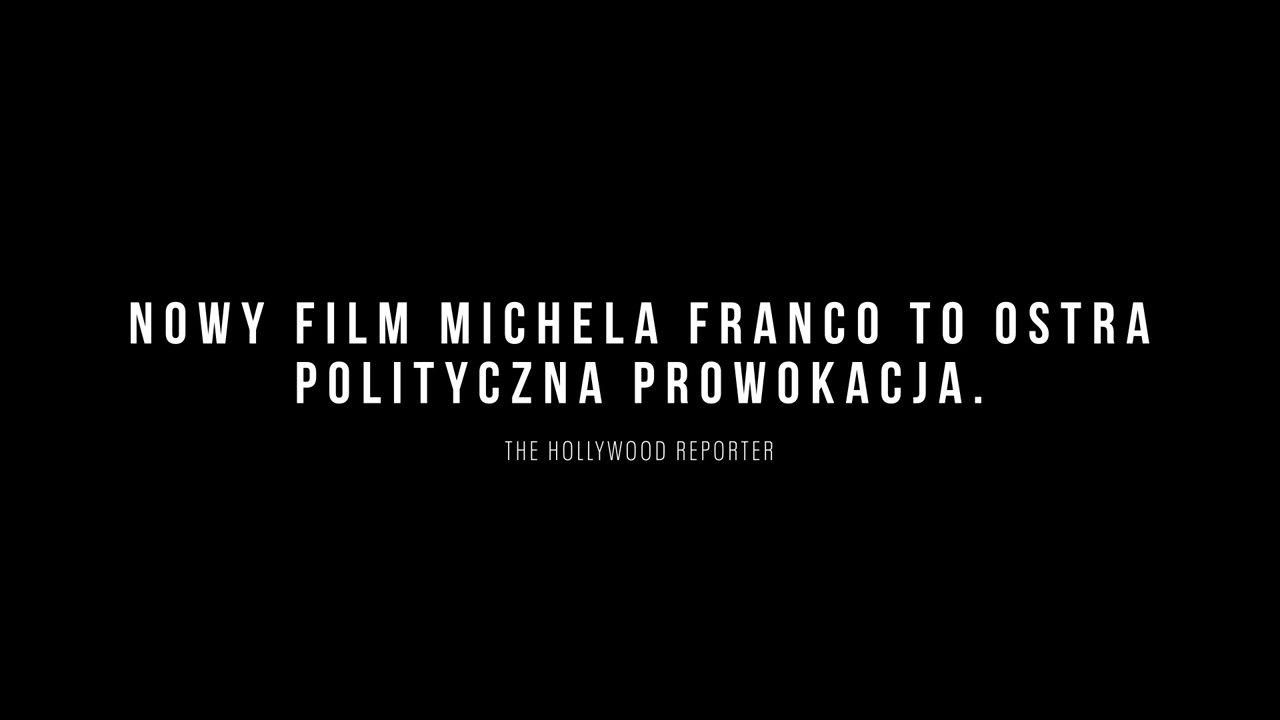 NOWY FILM MICHELA FRANCO TO OSTRA
POLITYCZNA PROWOKACJA.
THE HOLLYWOOD REPORTER